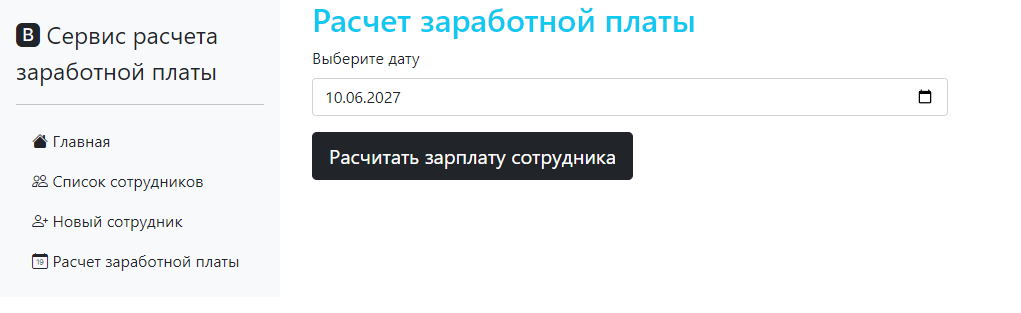 B Сервис расчета
заработной платы
Главная
Список сотрудников
Новый сотрудник
19 Расчет заработной платы
Расчет заработной платы
Выберите дату
10.06.2027
Расчитать зарплату сотрудника